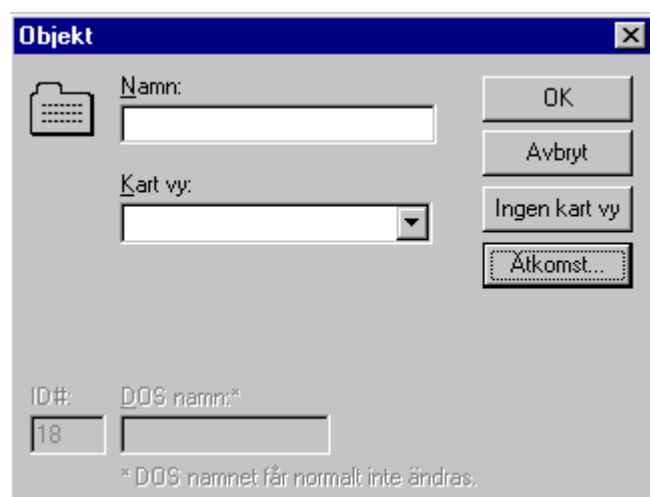 Objekt
Namn:
OK
Avbryt
Kart vy:
Ingen kart vy
Åtkomst...
ID#:
DOS namn:*
18
* DOS namnet får normalt inte ändras.